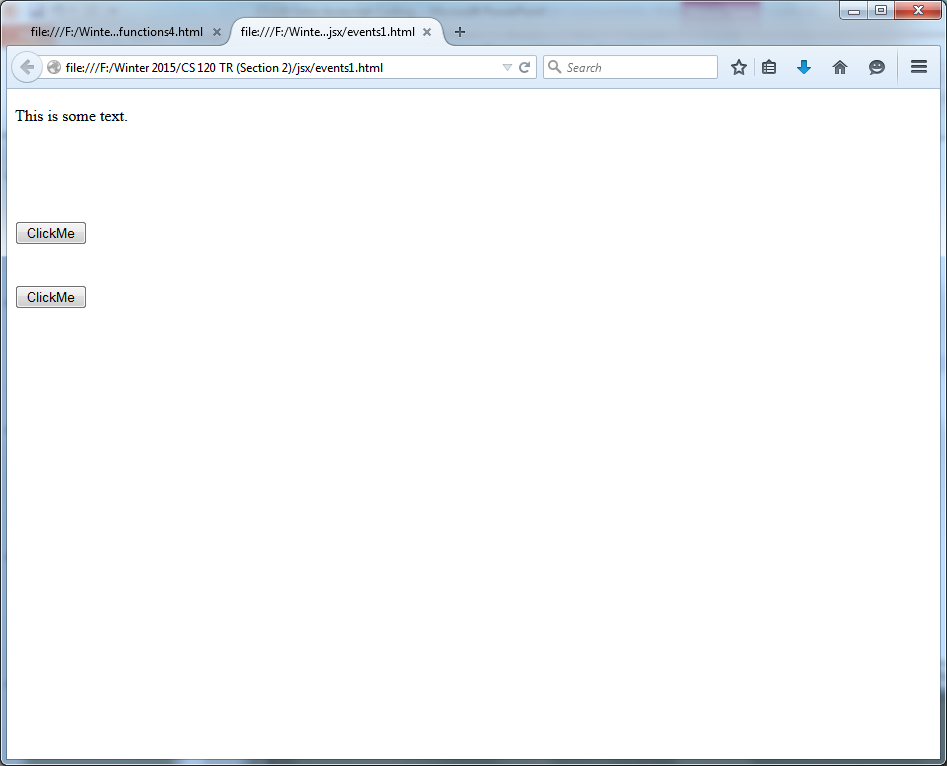 file:///F:/Winte...functions4.html
file:///F:/Winte...jsx/events1.html
file:///F:/Winter 2015/CS 120 TR (Section 2)/jsx/events1.html
Search
This is some text.
ClickMe
ClickMe